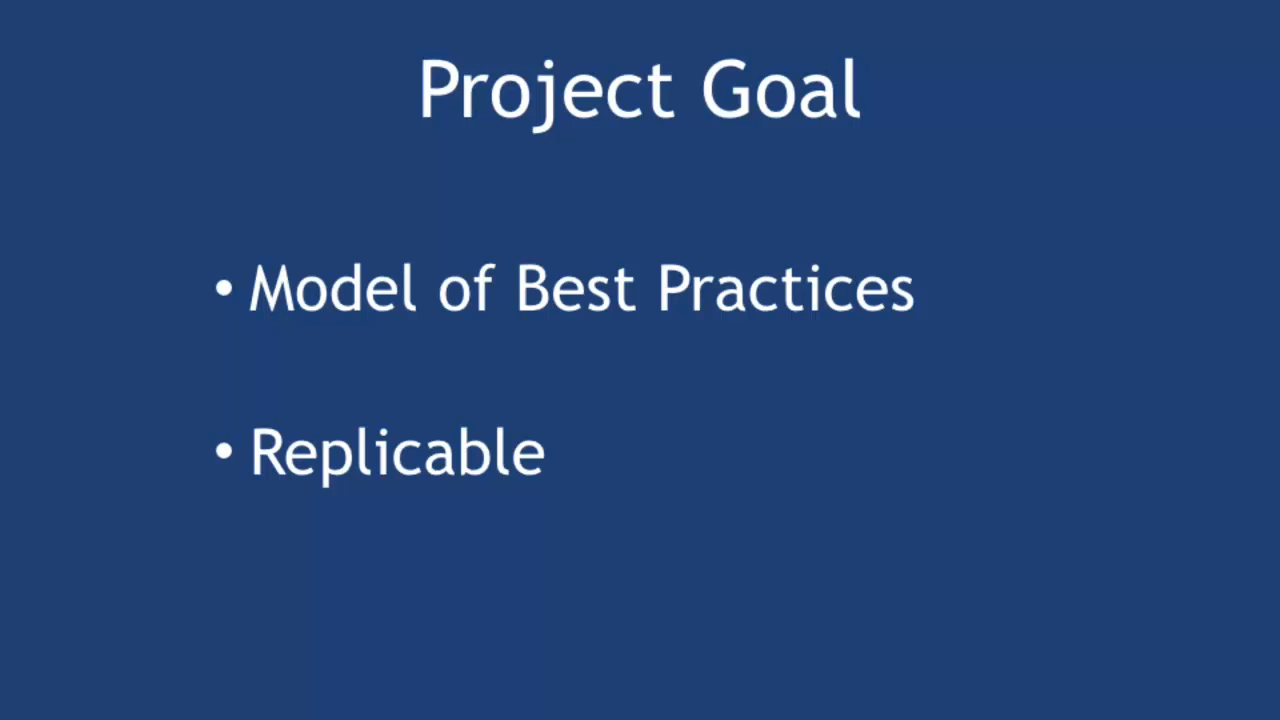 Project Goal
• Model of Best Practices
• Replicable